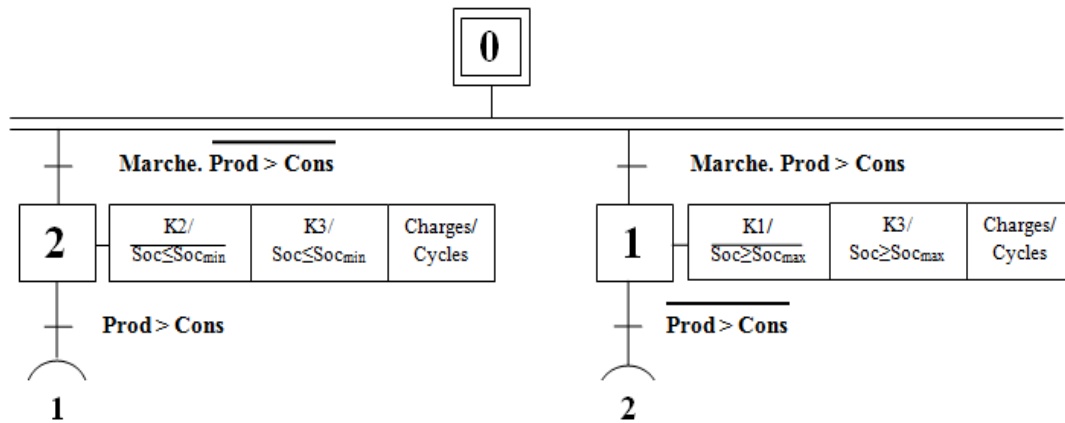 0
Marche. Prod > Cons
Marche. Prod > Cons
2
K2/
Soc≤Socmin
K3/
Soc≤Socmin
Charges/
Cycles
1
K1/
Soc≥Socmax
K3/
Soc≥Socmax
Charges/
Cycles
Prod > Cons
Prod > Cons
1
2